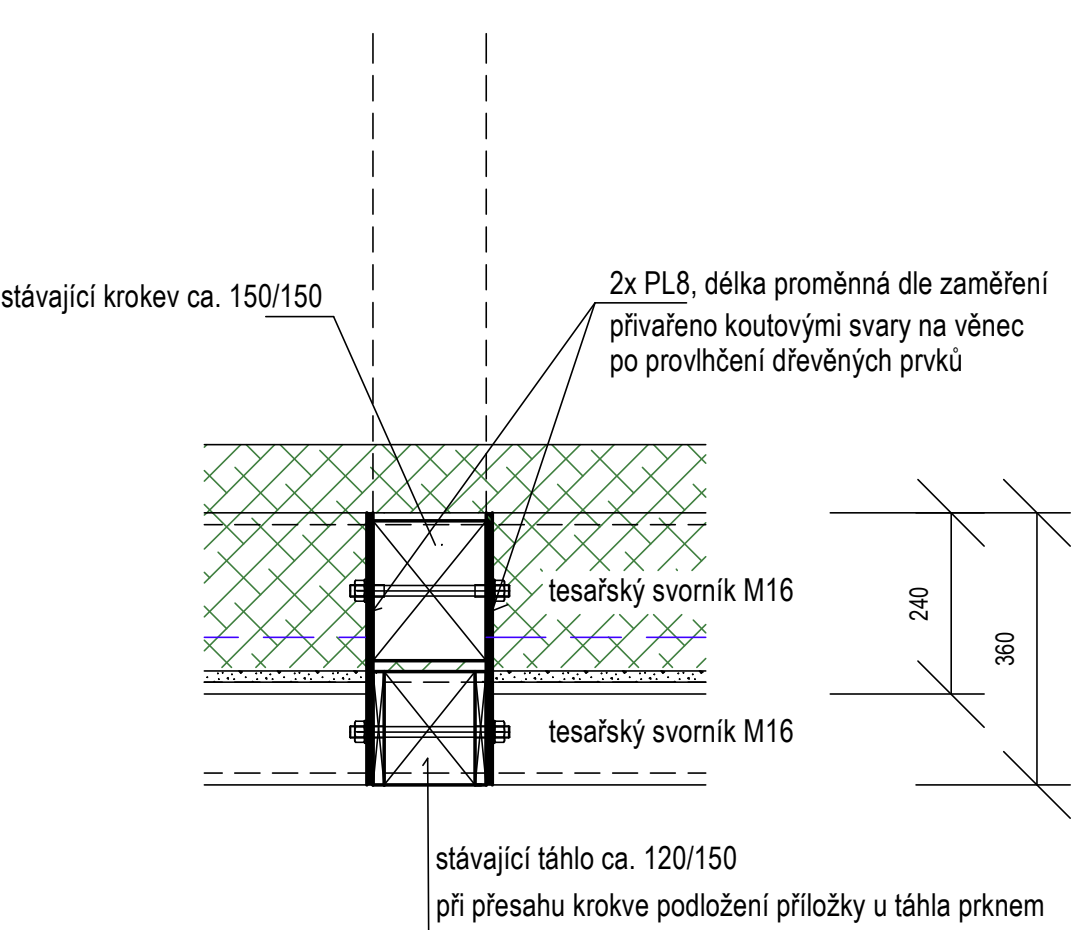 stávající krokev ca. 150/150
2x PL8, délka proměnná dle zaměření
přivařeno koutovými svary na věnec
po provlhčení dřevěných prvků
tesařský svorník M16
240
360
tesařský svorník M16
stávající táhlo ca. 120/150
při přesahu krokve podložení příložky u táhla prknem